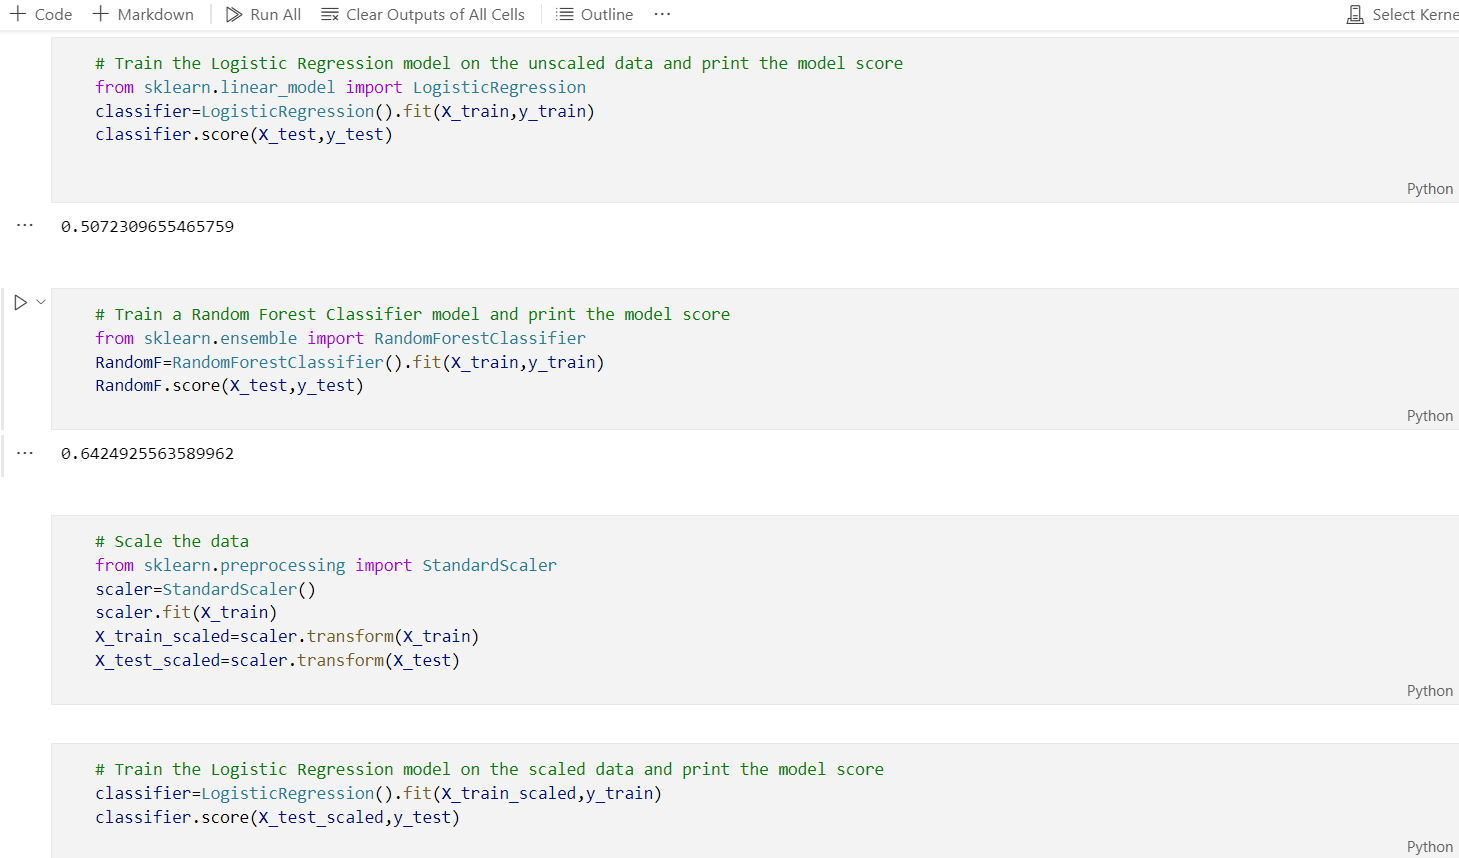 Code Markdown Run All Clear Outputs of All Cells Outline ... Select Kerne
# Train the Logistic Regression model on the unscaled data and print the model score
from sklearn.linear_model import LogisticRegression
classifier=LogisticRegression().fit(X_train,y_train)
classifier.score(X_test,y_test)
Python
0.5072309655465759
# Train a Random Forest Classifier model and print the model score
from sklearn.ensemble import RandomForestClassifier
RandomF=RandomForestClassifier().fit(X_train,y_train)
RandomF.score(X_test,y_test)
Python
0.6424925563589962
# Scale the data
from sklearn.preprocessing import StandardScaler
scaler=StandardScaler()
scaler.fit(X_train)
X_train_scaled=scaler.transform(X_train)
X_test_scaled=scaler.transform(X_test)
Python
# Train the Logistic Regression model on the scaled data and print the model score
classifier=LogisticRegression().fit(X_train_scaled,y_train)
classifier.score(X_test_scaled,y_test)
Python